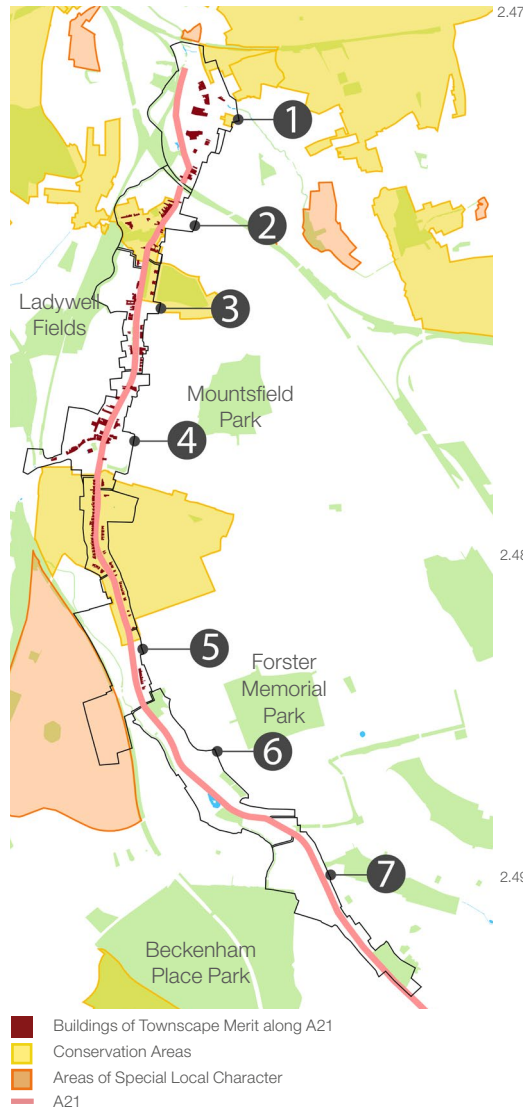 2.47
1
2
Ladywell
Fields
3
Mountsfield
Park
4
2.48
5
Forster
Memorial
Park
6
7
2.49
Beckenham
Place Park
Buildings of Townscape Merit along A21
Conservation Areas
Areas of Special Local Character
A21